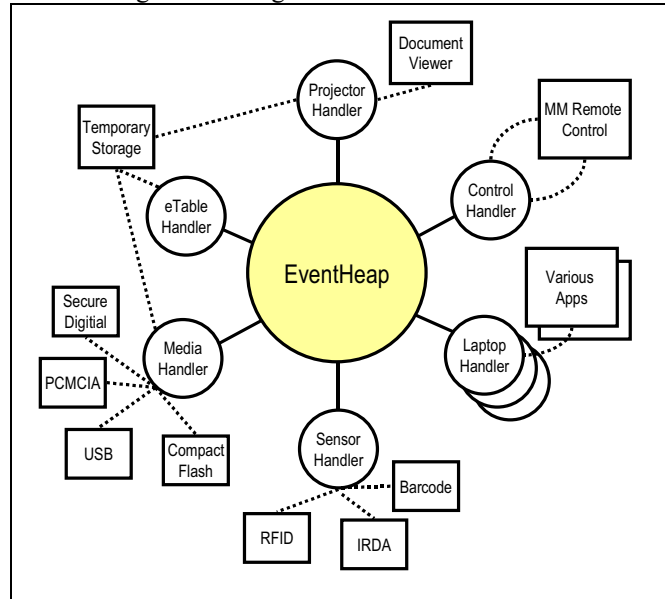 Document
Viewer
Projector
Handler
Temporary
Storage
MM Remote
Control
eTable
Handler
Control
Handler
EventHeap
Various
Apps
Secure
Digitial
Media
Handler
Laptop
Handler
PCMCIA
USB
Compact
Flash
Sensor
Handler
Barcode
RFID
IRDA